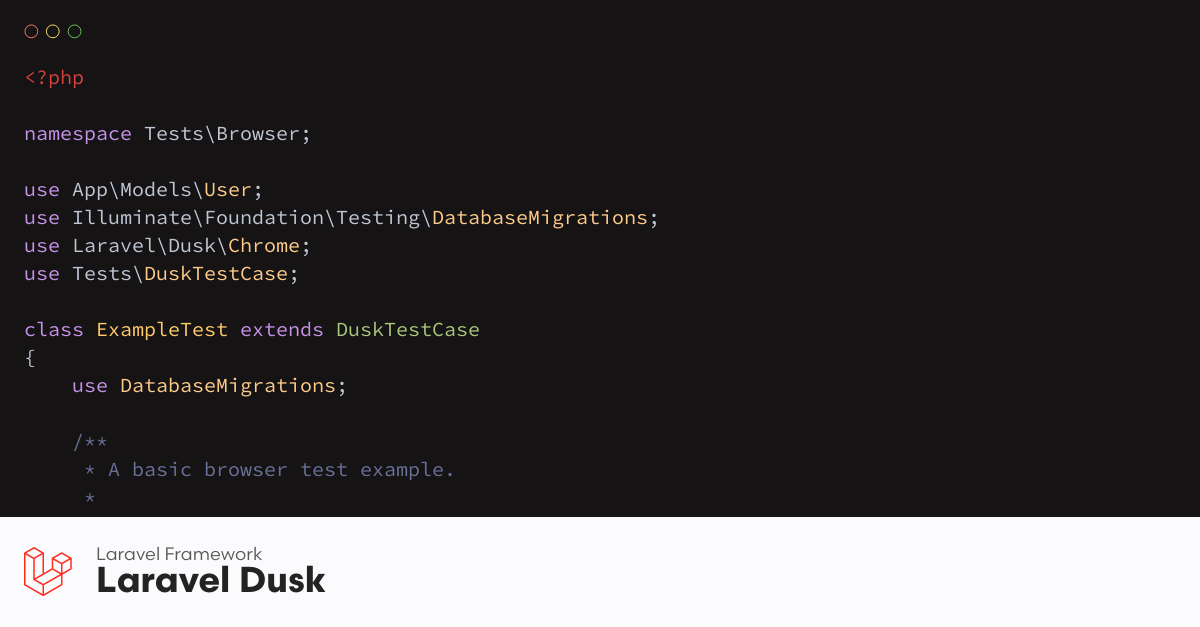 <?php
namespace Tests\Browser;
use App\Models\User;
use Illuminate\Foundation\Testing\DatabaseMigrations;
use Laravel\Dusk\Chrome;
use Tests\DuskTestCase;
class ExampleTest extends DuskTestCase
{
    use DatabaseMigrations;
    /**
     * A basic browser test example.
     *
Laravel Framework
Laravel Dusk